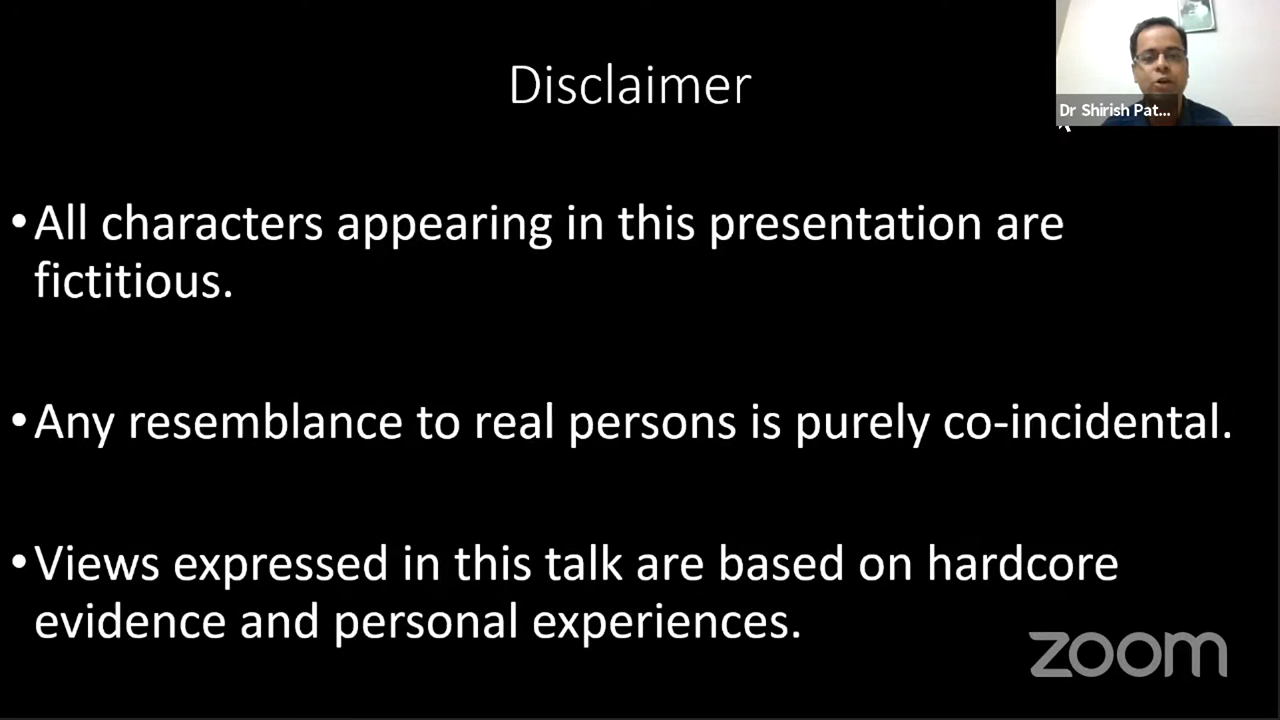 Disclaimer
Dr Shirish Pat...
•All characters appearing in this presentation are
fictitious.
•Any resemblance to real persons is purely co-incidental.
•Views expressed in this talk are based on hardcore
evidence and personal experiences.
zoom